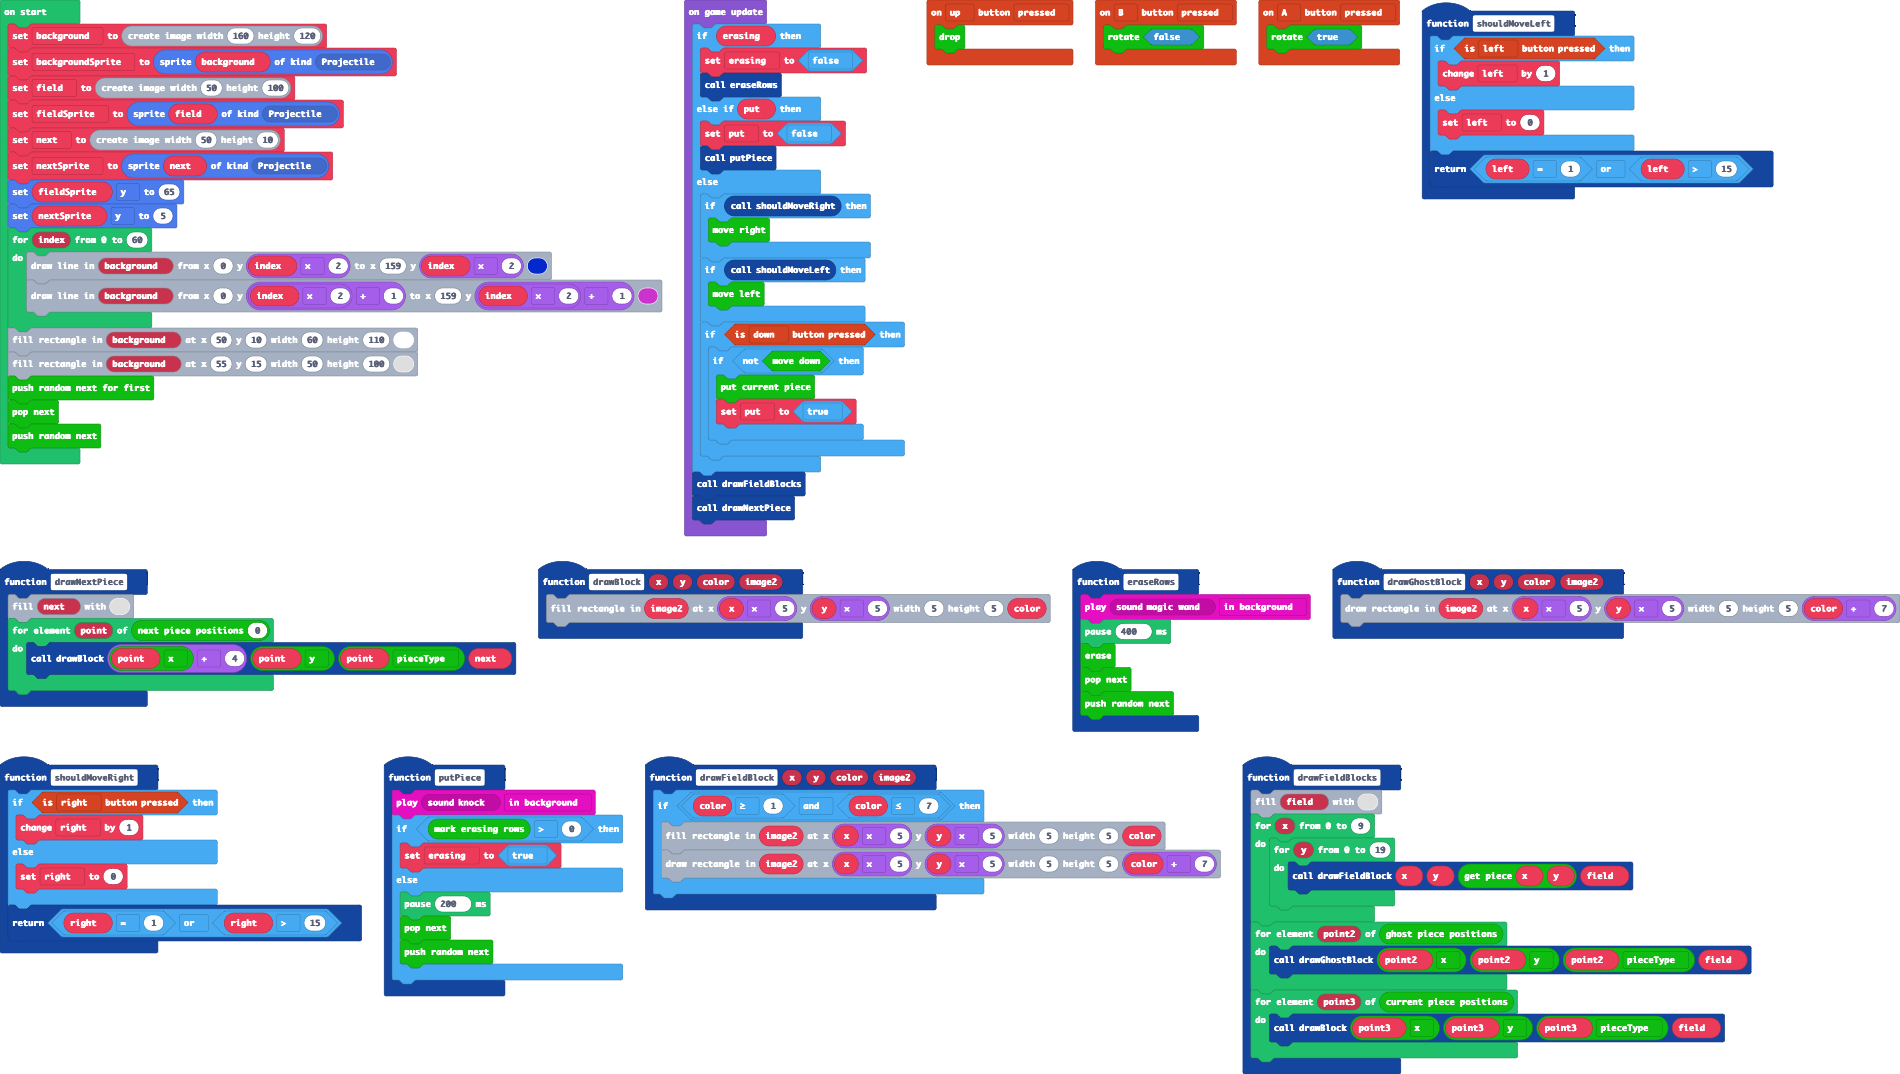 on start
set background to create image width 160 height 120
set backgroundSprite to sprite background of kind Projectile
set field to create image width 50 height 100
set fieldSprite to sprite field of kind Projectile
set next to create image width 50 height 10
set nextSprite to sprite next of kind Projectile
set fieldSprite y to 65
set nextSprite y to 5
for index from 0 to 60
do draw line in background from x 0 y index x 2 to x 159 y index x 2
draw line in background from x 0 y index x 2 + 1 to x 159 y index x 2 + 1
fill rectangle in background at x 50 y 10 width 60 height 110
fill rectangle in background at x 55 y 15 width 50 height 100
push random next for first
pop next
push random next
on game update
if erasing then
set erasing to false
call eraseRows
else if put then
set put to false
call putPiece
else
if call shouldMoveRight then
move right
if call shouldMoveLeft then
move left
if is down button pressed then
if not move down then
put current piece
set put to true
call drawFieldBlocks
call drawNextPiece
on up button pressed
drop
on B button pressed
rotate false
on A button pressed
rotate true
function shouldMoveLeft
if is left button pressed then
change left by 1
else
set left to 0
return left = 1 or left > 15
function drawNextPiece
fill next with
for element point of next piece positions 0
do call drawBlock point x + 4 point y point pieceType next
function drawBlock x y color image2
fill rectangle in image2 at x x x 5 y y x 5 width 5 height 5 color
function eraseRows
play sound magic wand in background
pause 400 ms
erase
pop next
push random next
function drawGhostBlock x y color image2
draw rectangle in image2 at x x x 5 y y x 5 width 5 height 5 color + 7
function shouldMoveRight
if is right button pressed then
change right by 1
else
set right to 0
return right = 1 or right > 15
function putPiece
play sound knock in background
if mark erasing rows > 0 then
set erasing to true
else
pause 200 ms
pop next
push random next
function drawFieldBlock x y color image2
if color ≥ 1 and color ≤ 7 then
fill rectangle in image2 at x x x 5 y y x 5 width 5 height 5 color
draw rectangle in image2 at x x x 5 y y x 5 width 5 height 5 color + 7
function drawFieldBlocks
fill field with
for x from 0 to 9
do for y from 0 to 19
do call drawFieldBlock x y get piece x y field
for element point2 of ghost piece positions
do call drawGhostBlock point2 x point2 y point2 pieceType field
for element point3 of current piece positions
do call drawBlock point3 x point3 y point3 pieceType field